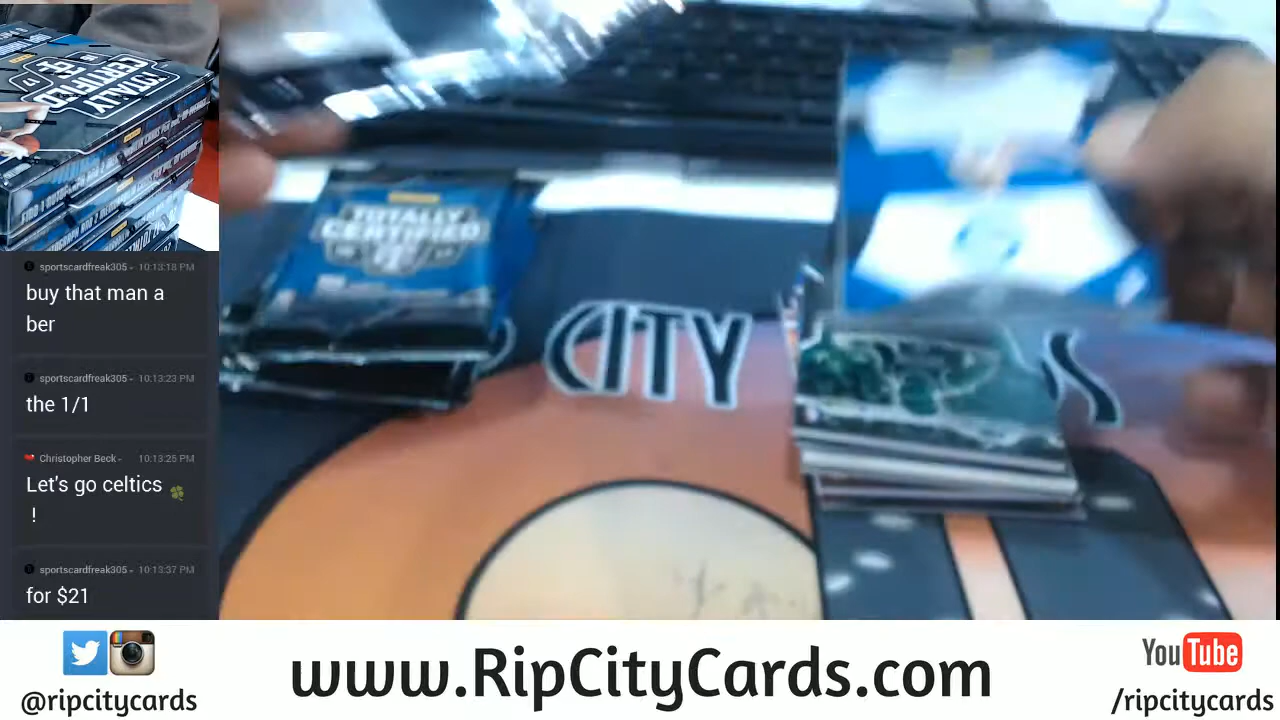 TOTALLY
CERTIFIED
sportscardfreak305 - 10:13:18 PM
buy that man a
ber
sportscardfreak305 - 10:13:23 PM
the 1/1
Christopher Beck - 10:13:25 PM
Let's go celtics 🍀
!
sportscardfreak305 - 10:13:37 PM
for $21
TOTALLY
CERTIFIED
CITY
@ripcitycards
www.RipCityCards.com
YouTube
/ripcitycards